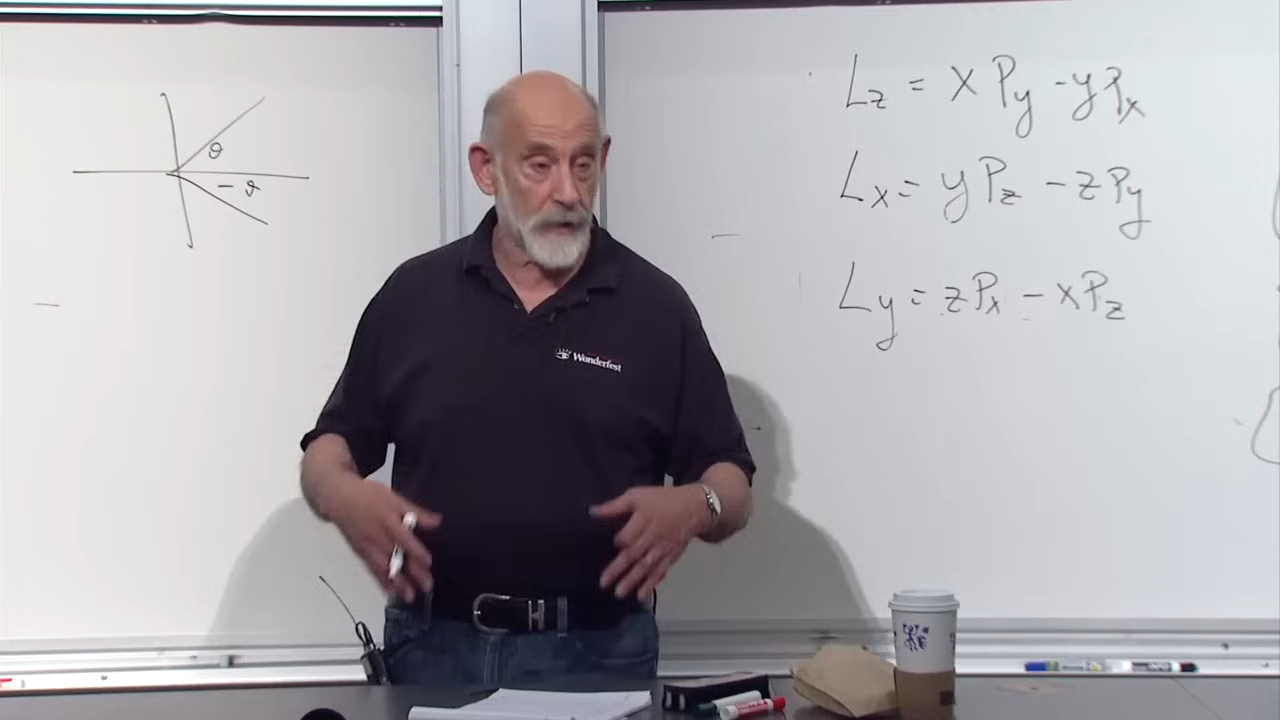 θ
- θ
Lz = x Py - y Px
Lx = y Pz - z Py
Ly = z Px - x Pz
Wonderfest